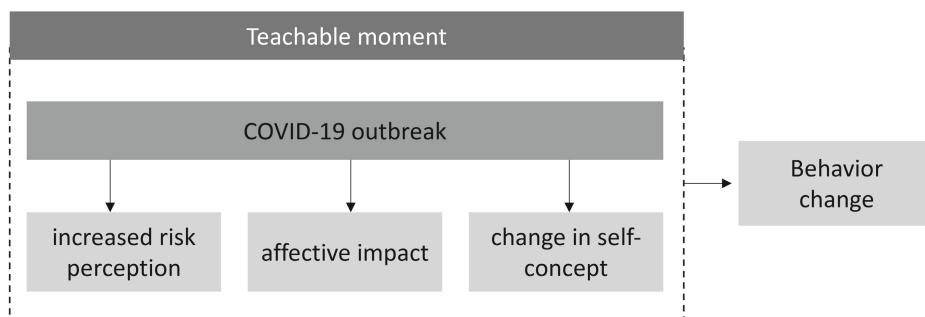 Teachable moment
COVID-19 outbreak
increased risk
perception
affective impact
change in self-
concept
Behavior
change